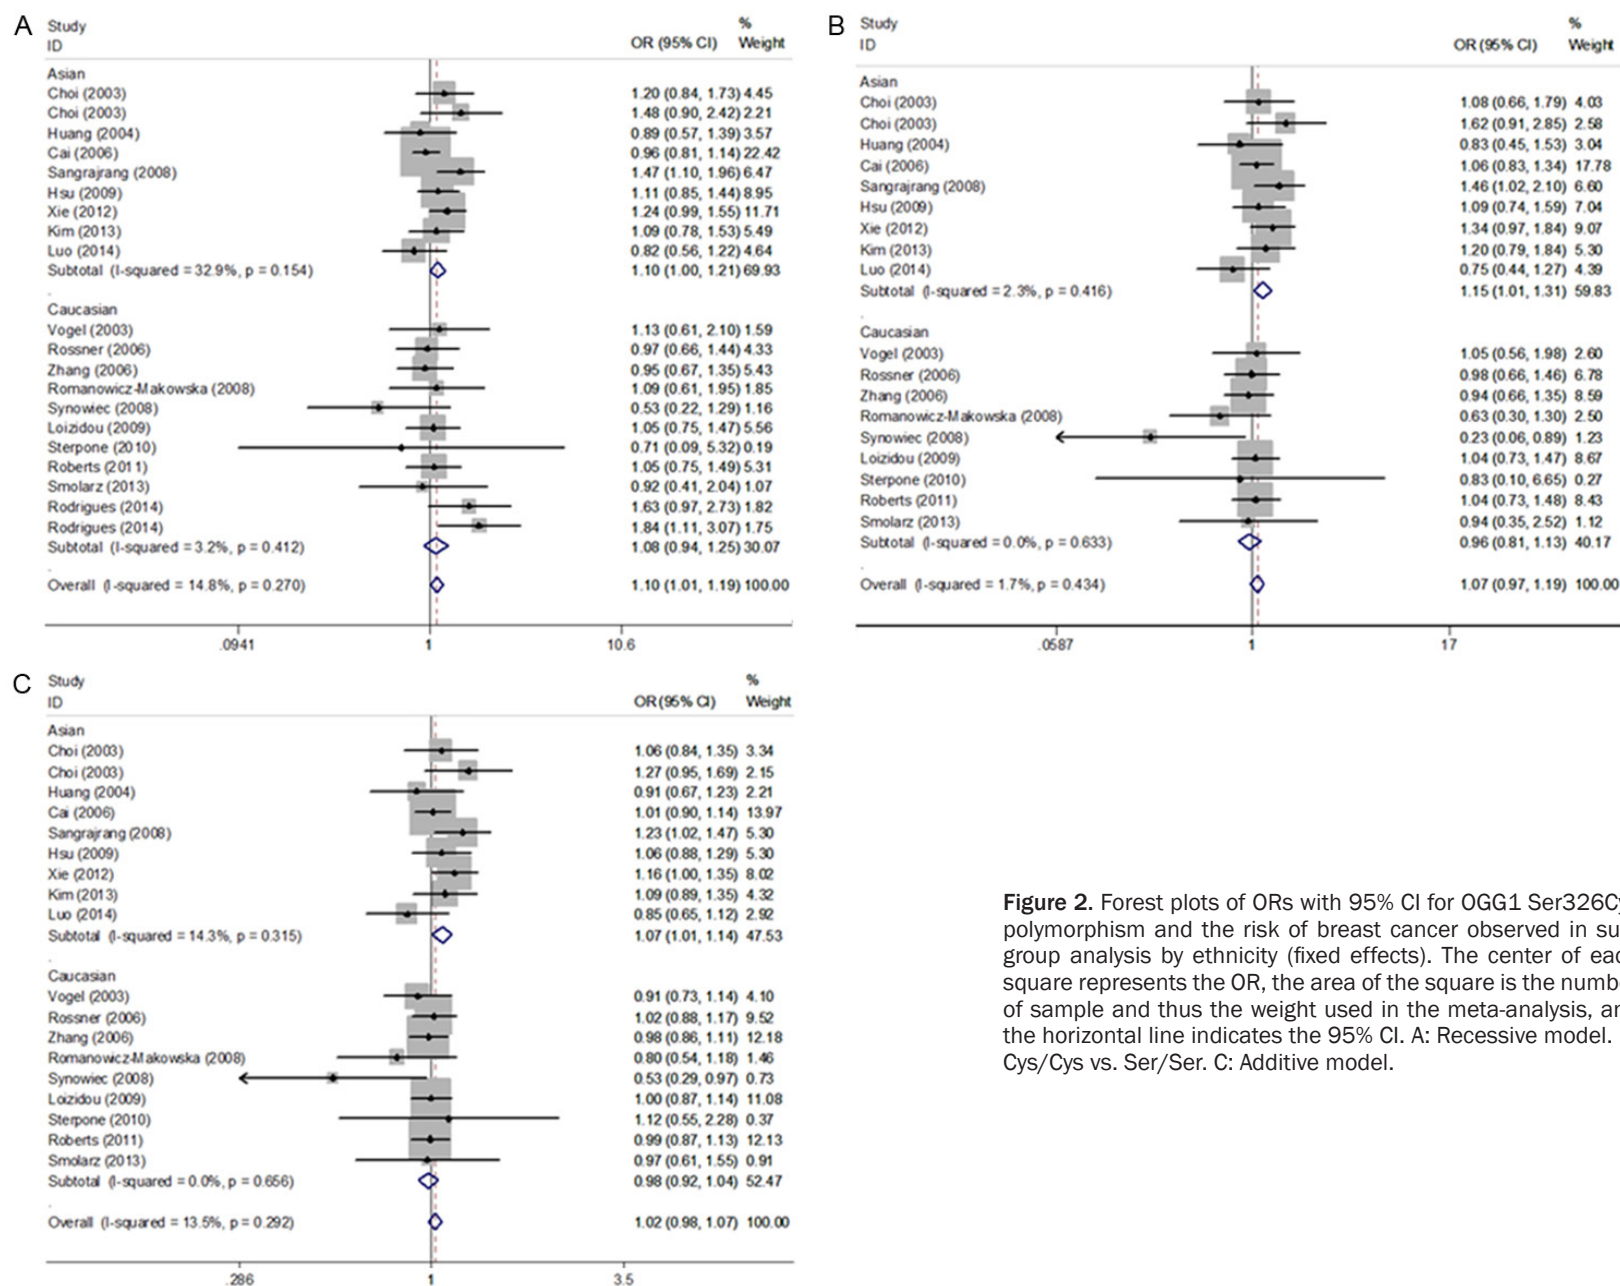 A
Study %
ID OR (95% CI) Weight
Asian
Choi (2003) 1.20 (0.84, 1.73) 4.45
Choi (2003) 1.48 (0.90, 2.42) 2.21
Huang (2004) 0.89 (0.57, 1.39) 3.57
Cai (2006) 0.96 (0.81, 1.14) 22.42
Sangrajrang (2008) 1.47 (1.10, 1.96) 6.47
Hsu (2009) 1.11 (0.85, 1.44) 8.95
Xie (2012) 1.24 (0.99, 1.55) 11.71
Kim (2013) 1.09 (0.78, 1.53) 5.49
Luo (2014) 0.82 (0.56, 1.22) 4.64
Subtotal (I-squared = 32.9%, p = 0.154) 1.10 (1.00, 1.21) 69.93
.
Caucasian
Vogel (2003) 1.13 (0.61, 2.10) 1.59
Rossner (2006) 0.97 (0.66, 1.44) 4.33
Zhang (2006) 0.95 (0.67, 1.35) 5.43
Romanowicz-Makowska (2008) 1.09 (0.61, 1.95) 1.85
Synowiec (2008) 0.53 (0.22, 1.29) 1.16
Loizidou (2009) 1.05 (0.75, 1.47) 5.56
Sterpone (2010) 0.71 (0.09, 5.32) 0.19
Roberts (2011) 1.05 (0.75, 1.49) 5.31
Smolarz (2013) 0.92 (0.41, 2.04) 1.07
Rodrigues (2014) 1.63 (0.97, 2.73) 1.82
Rodrigues (2014) 1.84 (1.11, 3.07) 1.75
Subtotal (I-squared = 3.2%, p = 0.412) 1.08 (0.94, 1.25) 30.07
.
Overall (I-squared = 14.8%, p = 0.270) 1.10 (1.01, 1.19) 100.00
.0941 1 10.6
B
Study %
ID OR (95% CI) Weight
Asian
Choi (2003) 1.08 (0.66, 1.79) 4.03
Choi (2003) 1.62 (0.91, 2.85) 2.58
Huang (2004) 0.83 (0.45, 1.53) 3.04
Cai (2006) 1.06 (0.83, 1.34) 17.78
Sangrajrang (2008) 1.46 (1.02, 2.10) 6.60
Hsu (2009) 1.09 (0.74, 1.59) 7.04
Xie (2012) 1.34 (0.97, 1.84) 9.07
Kim (2013) 1.20 (0.79, 1.84) 5.30
Luo (2014) 0.75 (0.44, 1.27) 4.39
Subtotal (I-squared = 2.3%, p = 0.416) 1.15 (1.01, 1.31) 59.83
.
Caucasian
Vogel (2003) 1.05 (0.56, 1.98) 2.60
Rossner (2006) 0.98 (0.66, 1.46) 6.78
Zhang (2006) 0.94 (0.66, 1.35) 8.59
Romanowicz-Makowska (2008) 0.63 (0.30, 1.30) 2.50
Synowiec (2008) 0.23 (0.06, 0.89) 1.23
Loizidou (2009) 1.04 (0.73, 1.47) 8.67
Sterpone (2010) 0.83 (0.10, 6.65) 0.27
Roberts (2011) 1.04 (0.73, 1.48) 8.43
Smolarz (2013) 0.94 (0.35, 2.52) 1.12
Subtotal (I-squared = 0.0%, p = 0.633) 0.96 (0.81, 1.13) 40.17
.
Overall (I-squared = 1.7%, p = 0.434) 1.07 (0.97, 1.19) 100.00
.0587 1 17
C
Study %
ID OR (95% CI) Weight
Asian
Choi (2003) 1.06 (0.84, 1.35) 3.34
Choi (2003) 1.27 (0.95, 1.69) 2.15
Huang (2004) 0.91 (0.67, 1.23) 2.21
Cai (2006) 1.01 (0.90, 1.14) 13.97
Sangrajrang (2008) 1.23 (1.02, 1.47) 5.30
Hsu (2009) 1.06 (0.88, 1.29) 5.30
Xie (2012) 1.16 (1.00, 1.35) 8.02
Kim (2013) 1.09 (0.89, 1.35) 4.32
Luo (2014) 0.85 (0.65, 1.12) 2.92
Subtotal (I-squared = 14.3%, p = 0.315) 1.07 (1.01, 1.14) 47.53
.
Caucasian
Vogel (2003) 0.91 (0.73, 1.14) 4.10
Rossner (2006) 1.02 (0.88, 1.17) 9.52
Zhang (2006) 0.98 (0.86, 1.11) 12.18
Romanowicz-Makowska (2008) 0.80 (0.54, 1.18) 1.46
Synowiec (2008) 0.53 (0.29, 0.97) 0.73
Loizidou (2009) 1.00 (0.87, 1.14) 11.08
Sterpone (2010) 1.12 (0.55, 2.28) 0.37
Roberts (2011) 0.99 (0.87, 1.13) 12.13
Smolarz (2013) 0.97 (0.61, 1.55) 0.91
Subtotal (I-squared = 0.0%, p = 0.656) 0.98 (0.92, 1.04) 52.47
.
Overall (I-squared = 13.5%, p = 0.292) 1.02 (0.98, 1.07) 100.00
.286 1 3.5
Figure 2. Forest plots of ORs with 95% CI for OGG1 Ser326Cy
polymorphism and the risk of breast cancer observed in su
group analysis by ethnicity (fixed effects). The center of eac
square represents the OR, the area of the square is the numbe
of sample and thus the weight used in the meta-analysis, an
the horizontal line indicates the 95% CI. A: Recessive model.
Cys/Cys vs. Ser/Ser. C: Additive model.